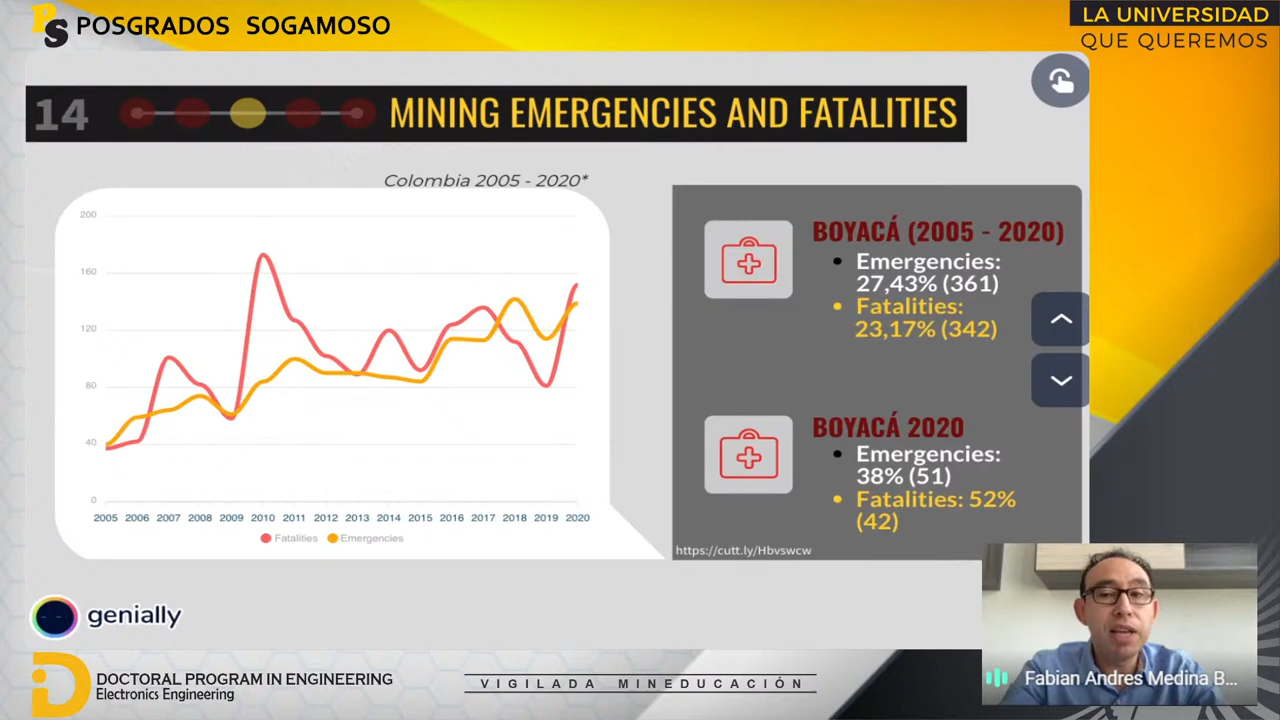 PS POSGRADOS SOGAMOSO
LA UNIVERSIDAD
QUE QUEREMOS
14 MINING EMERGENCIES AND FATALITIES
Colombia 2005 - 2020*
200
160
120
80
40
0
2005 2006 2007 2008 2009 2010 2011 2012 2013 2014 2015 2016 2017 2018 2019 2020
Fatalities Emergencies
BOYACÁ (2005 - 2020)
• Emergencies:
27,43% (361)
• Fatalities:
23,17% (342)
BOYACÁ 2020
• Emergencies:
38% (51)
• Fatalities: 52%
(42)
https://cutt.ly/Hbvswcw
genially
DOCTORAL PROGRAM IN ENGINEERING
Electronics Engineering
VIGILADA MINEDUCACIÓN
Fabian Andres Medina B...